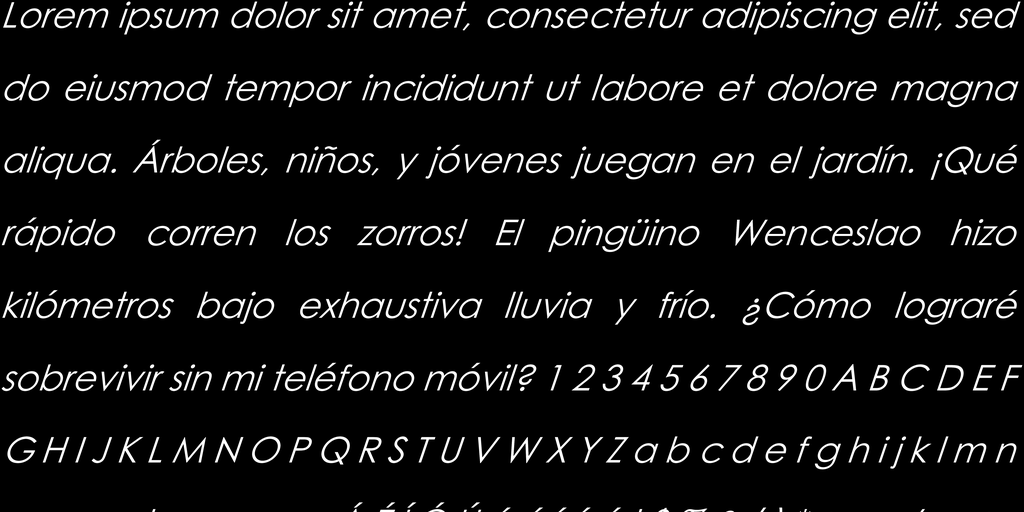 Lorem ipsum dolor sit amet, consectetur adipiscing elit, sed
do eiusmod tempor incididunt ut labore et dolore magna
aliqua. Árboles, niños, y jóvenes juegan en el jardín. ¡Qué
rápido corren los zorros! El pingüino Wenceslao hizo
kilómetros bajo exhaustiva lluvia y frío. ¿Cómo lograré
sobrevivir sin mi teléfono móvil? 1 2 3 4 5 6 7 8 9 0 A B C D E F
G H I J K L M N O P Q R S T U V W X Y Z a b c d e f g h i j k l m n